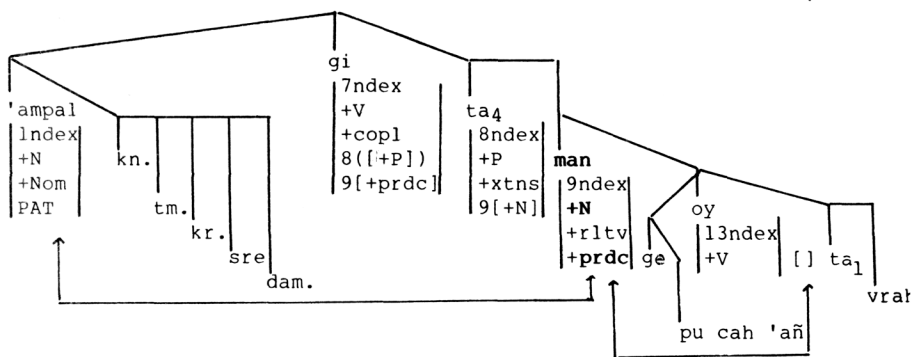 gi
'ampal
1ndex
+N
+Nom
PAT
kn.
tm.
kr.
sre
dam.
7ndex
+V
+copl
8([+P])
9[+prdc]
ta4
8ndex
+P
+xtns
9[+N]
man
9ndex
+N
+rltv
+prdc
ge
pu cah 'añ
oy
13ndex
+V
[]
ta1
vrah